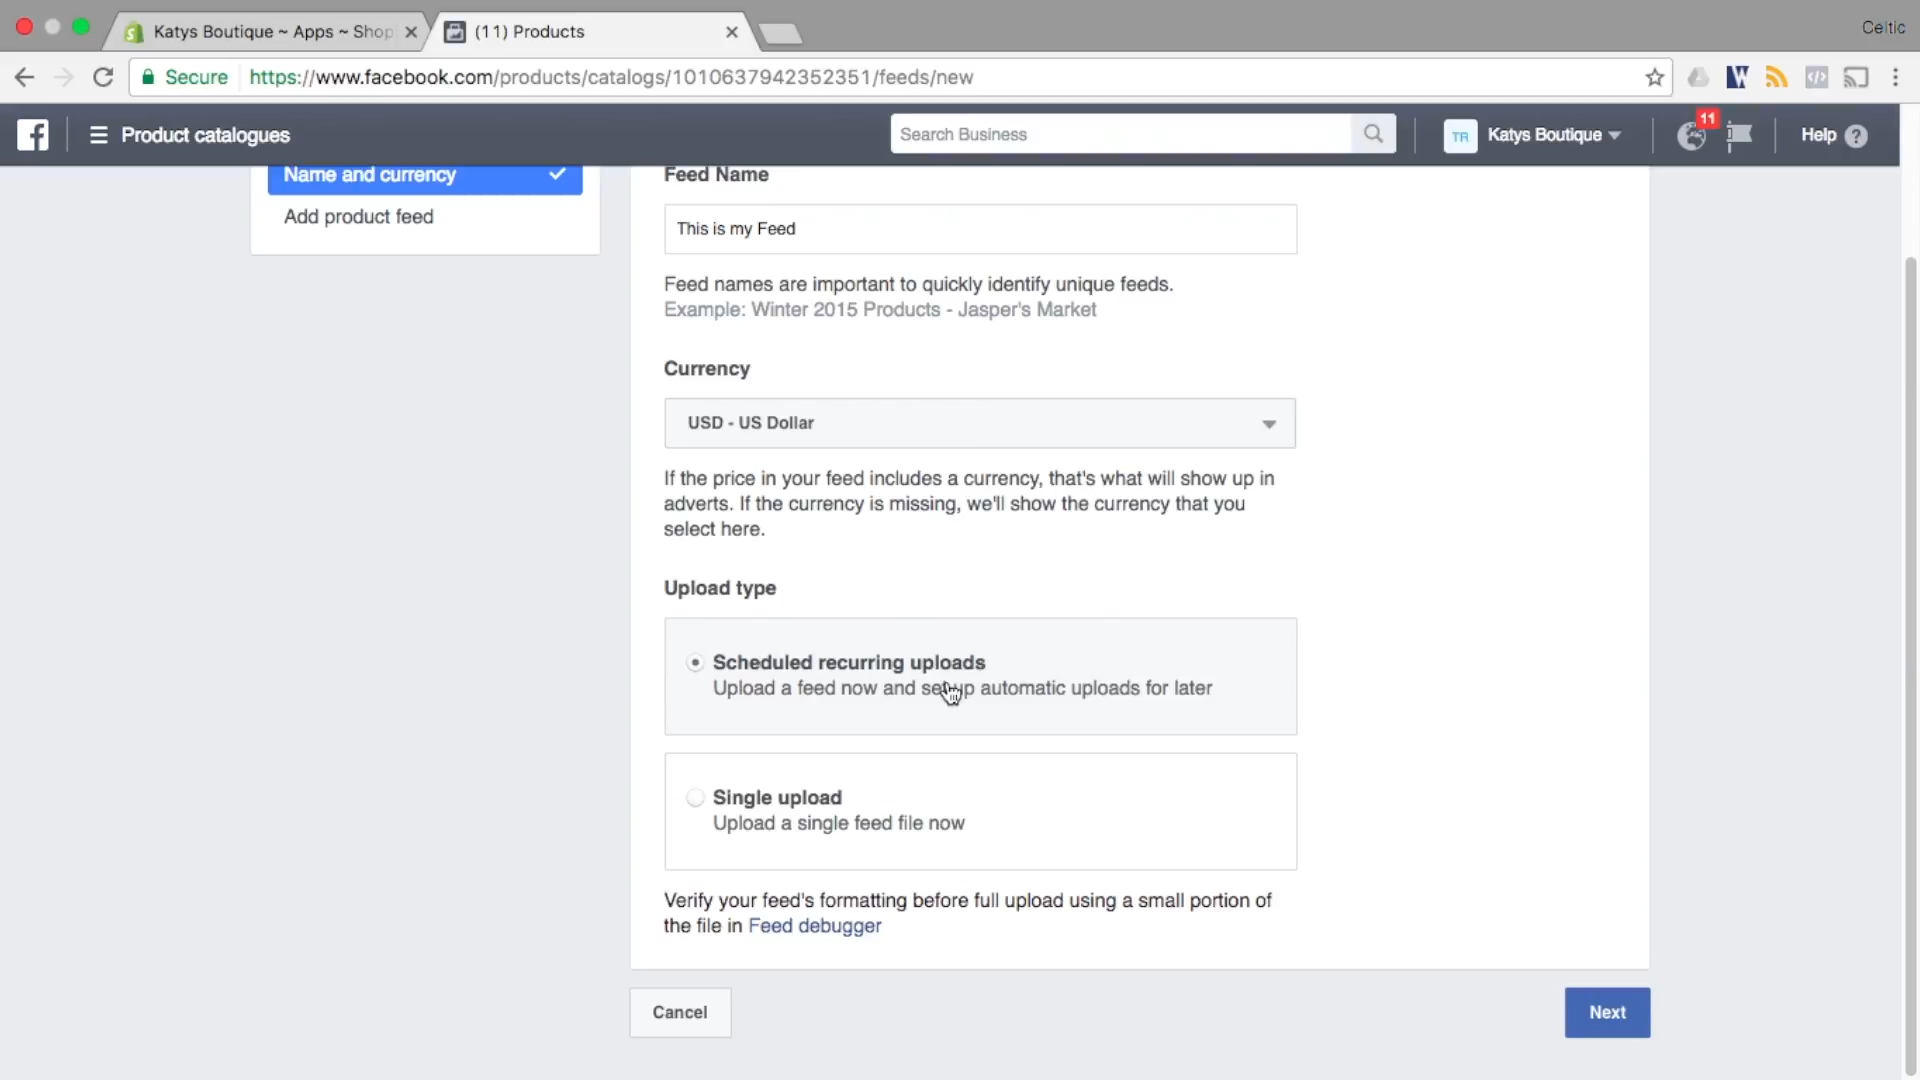 Katys Boutique ~ Apps ~ Shop
(11) Products
Celtic
Secure
https://www.facebook.com/products/catalogs/1010637942352351/feeds/new
Product catalogues
Search Business
TR
Katys Boutique
11
Help
Name and currency
Add product feed
Feed Name
This is my Feed
Feed names are important to quickly identify unique feeds.
Example: Winter 2015 Products - Jasper's Market
Currency
USD - US Dollar
If the price in your feed includes a currency, that's what will show up in
adverts. If the currency is missing, we'll show the currency that you
select here.
Upload type
Scheduled recurring uploads
Upload a feed now and set up automatic uploads for later
Single upload
Upload a single feed file now
Verify your feed's formatting before full upload using a small portion of
the file in Feed debugger
Cancel
Next